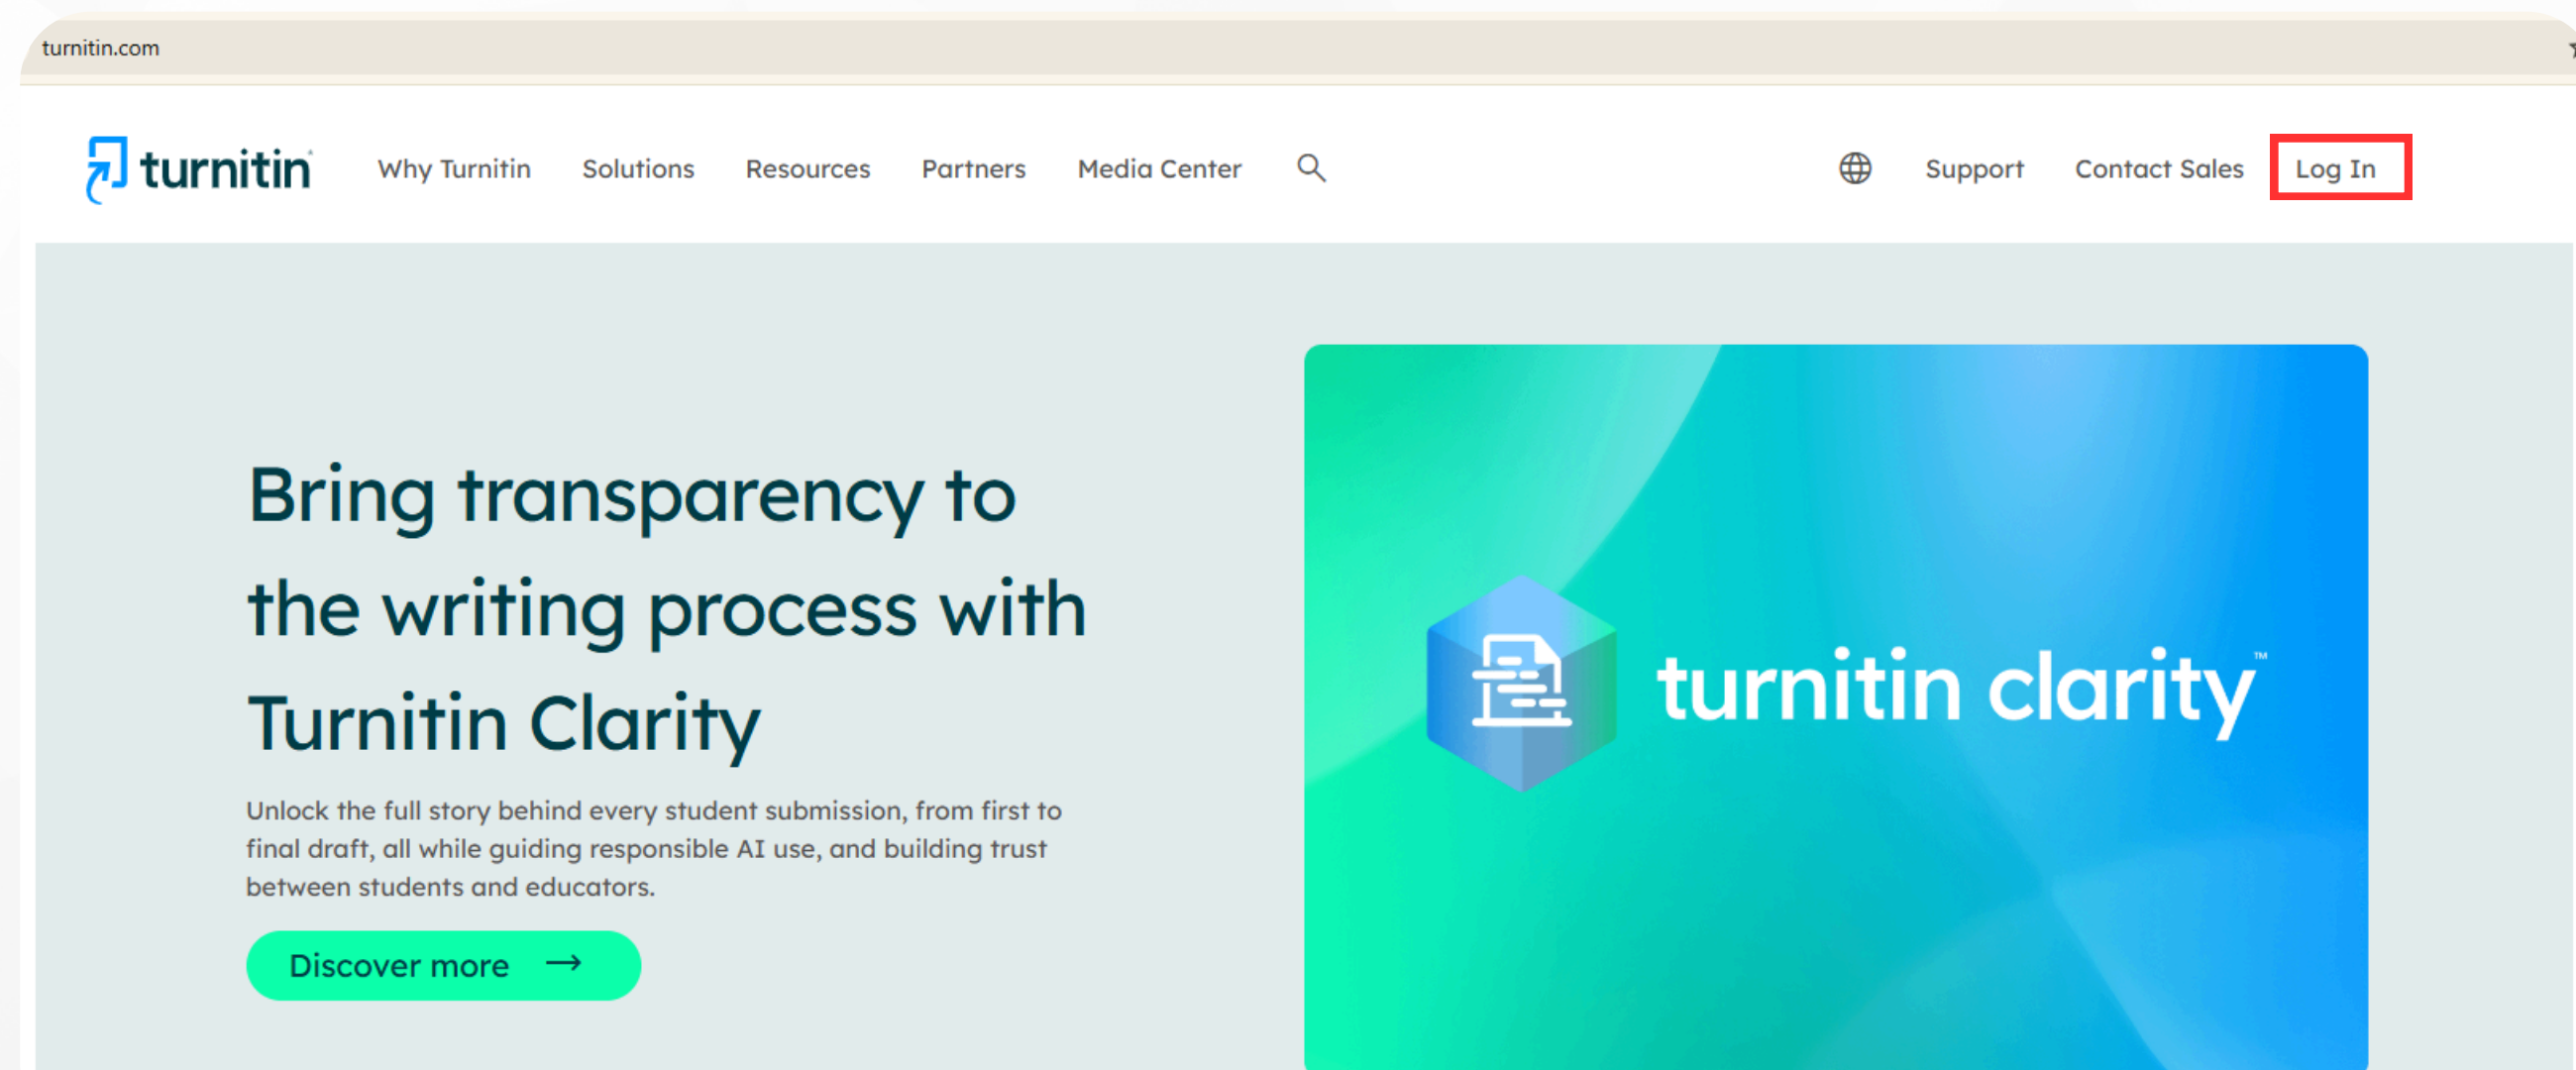 turnitin.com
turnitin
Why Turnitin
Solutions
Resources
Partners
Media Center
Support
Contact Sales
Log In
Bring transparency to
the writing process with
Turnitin Clarity
Unlock the full story behind every student submission, from first to
final draft, all while guiding responsible AI use, and building trust
between students and educators.
Discover more →
turnitin clarity™